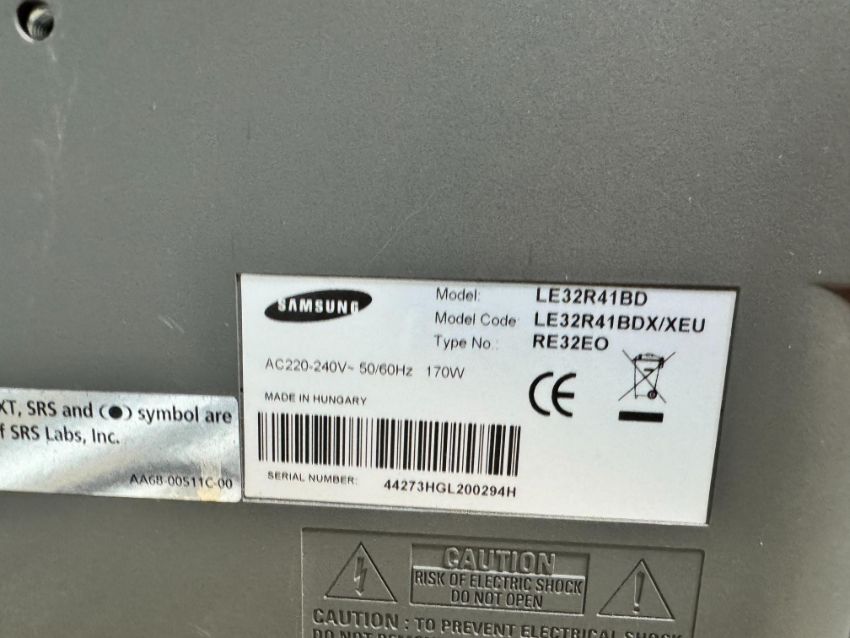 SAMSUNG
Model: LE32R41BD
Model Code: LE32R41BDX/XEU
Type No.: RE32EO
AC220-240V~ 50/60Hz 170W
MADE IN HUNGARY
SERIAL NUMBER: 44273HGL200294H
XT, SRS and (●) symbol are
f SRS Labs, Inc.
AA68-00511C-00
CAUTION
RISK OF ELECTRIC SHOCK
DO NOT OPEN
CAUTION : TO PREVENT ELECTRICAL SHOCK
DO NOT